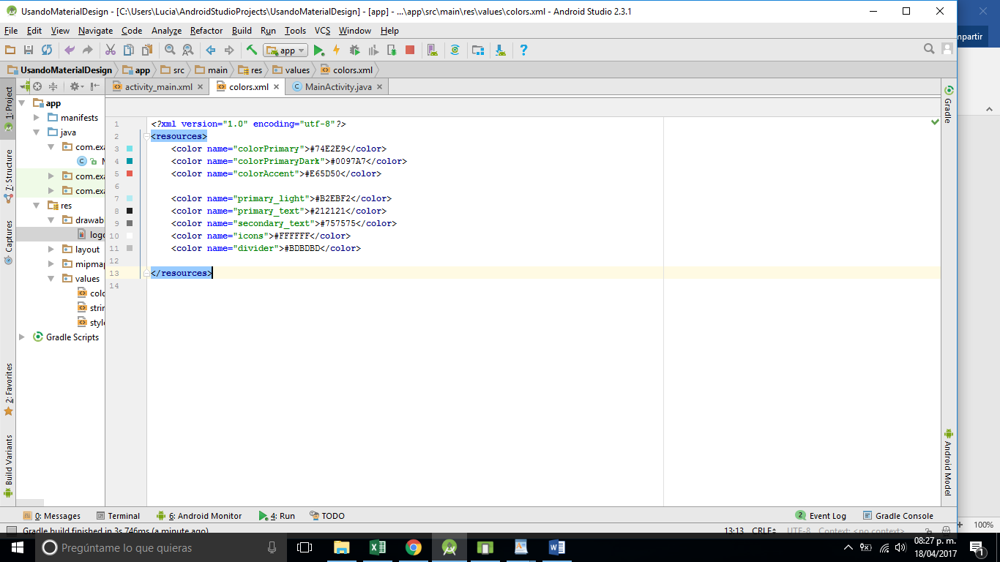 UsandoMaterialDesign - [C:\Users\Lucia\AndroidStudioProjects\UsandoMaterialDesign] - [app] - ...\app\src\main\res\values\colors.xml - Android Studio 2.3.1
File Edit View Navigate Code Analyze Refactor Build Run Tools VCS Window Help
mpartir
app
UsandoMaterialDesign app src main res values colors.xml
activity_main.xml colors.xml MainActivity.java
1: Project
7: Structure
Captures
2: Favorites
Build Variants
app
manifests
java
com.exa
com.exa
com.exa
res
drawab
logo
layout
mipmap
values
colo
strin
style
Gradle Scripts
1 <?xml version="1.0" encoding="utf-8"?>
2 <resources>
3 <color name="colorPrimary">#74E2E9</color>
4 <color name="colorPrimaryDark">#0097A7</color>
5 <color name="colorAccent">#E65D50</color>
6
7 <color name="primary_light">#B2EBF2</color>
8 <color name="primary_text">#212121</color>
9 <color name="secondary_text">#757575</color>
10 <color name="icons">#FFFFFF</color>
11 <color name="divider">#BDBDBD</color>
12
13 </resources>
14
Gradle
Android Model
0: Messages Terminal 6: Android Monitor 4: Run TODO 2 Event Log Gradle Console
100%
Gradle build finished in 3s 746ms (a minute ago) 13:13 CRLF UTF-8 Context: <no context>
Pregúntame lo que quieras
08:27 p. m.
18/04/2017
1